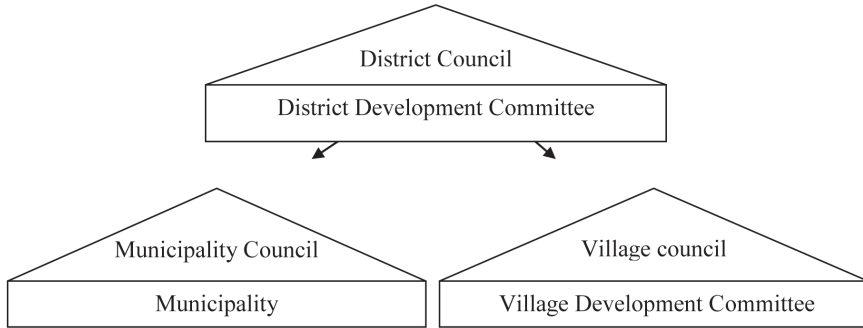 District Council
District Development Committee
Municipality Council
Municipality
Village council
Village Development Committee